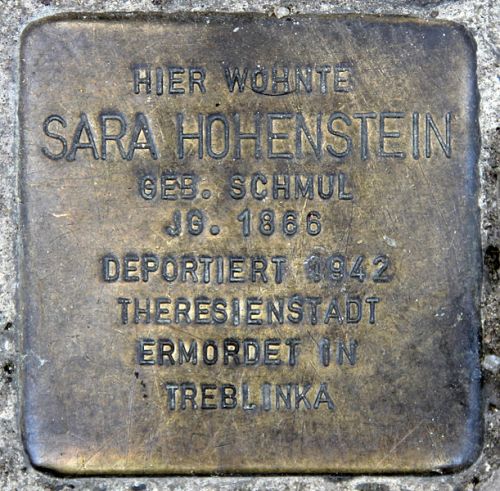 HIER WOHNTE
SARA HOHENSTEIN
GEB. SCHMUL
JG. 1866
DEPORTIERT 1942
THERESIENSTADT
ERMORDET IN
TREBLINKA